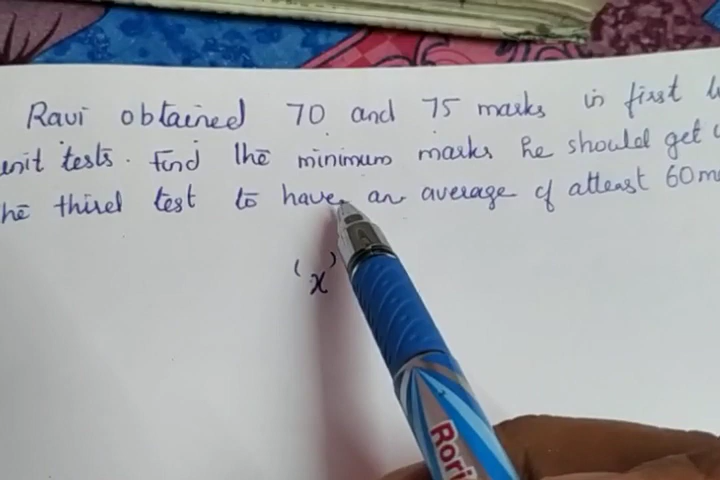 Ravi obtained 70 and 75 marks in first
unit tests. Find the minimum marks he should get
the third test to have an average of atleast 60
(x)
Rori